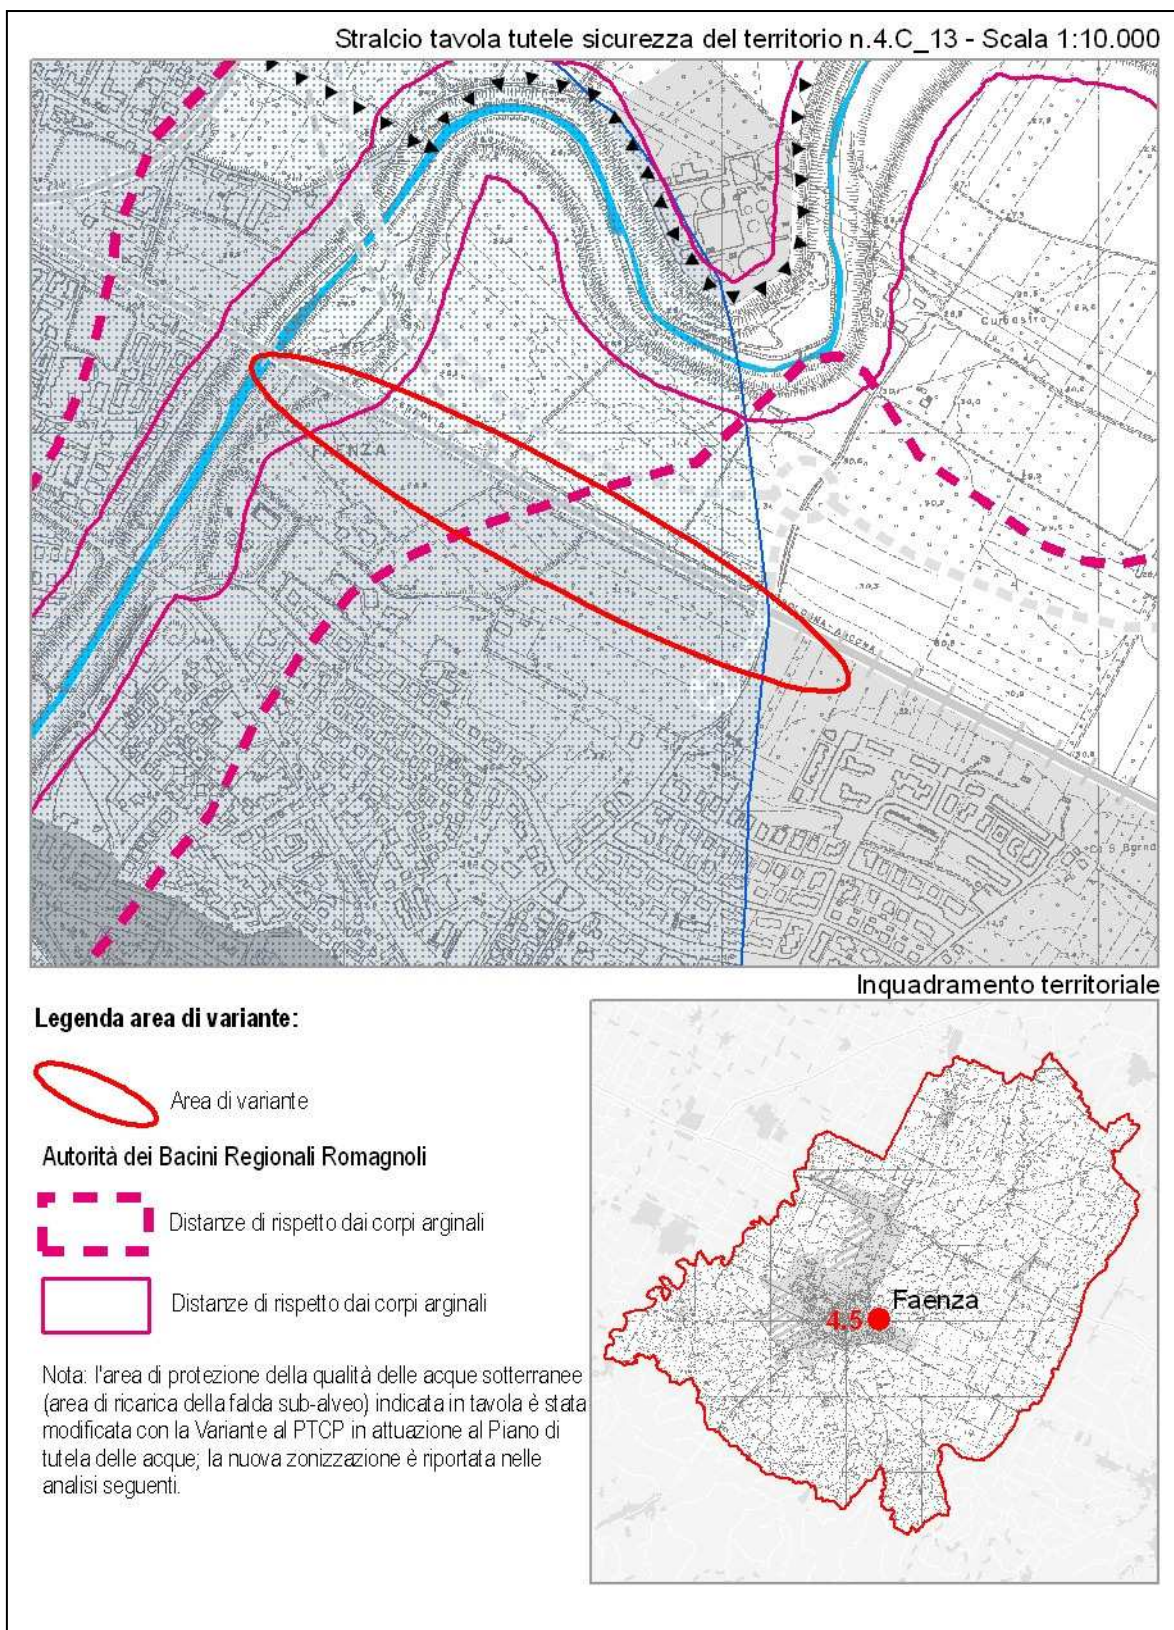 Stralcio tavola tutele sicurezza del territorio n.4.C_13 - Scala 1:10.000
Curbastro
FAENZA
BOLOGNA-ANCONA
Inquadramento territoriale
Legenda area di variante:
Area di variante
Autorità dei Bacini Regionali Romagnoli
Distanze di rispetto dai corpi arginali
Distanze di rispetto dai corpi arginali
Nota: l'area di protezione della qualità delle acque sotterranee
(area di ricarica della falda sub-alveo) indicata in tavola è stata
modificata con la Variante al PTCP in attuazione al Piano di
tutela delle acque; la nuova zonizzazione è riportata nelle
analisi seguenti.
Faenza
4.5